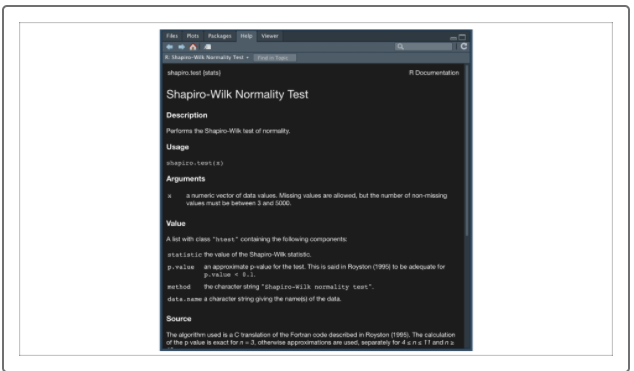 Files Plots Packages Help Viewer
R: Shapiro-Wilk Normality Test Find in Topic
shapiro.test {stats} R Documentation
Shapiro-Wilk Normality Test
Description
Performs the Shapiro-Wilk test of normality.
Usage
shapiro.test(x)
Arguments
x a numeric vector of data values. Missing values are allowed, but the number of non-missing
values must be between 3 and 5000.
Value
A list with class "htest" containing the following components:
statistic the value of the Shapiro-Wilk statistic.
p.value an approximate p-value for the test. This is said in Royston (1995) to be adequate for
p.value < 0.1.
method the character string "Shapiro-Wilk normality test".
data.name a character string giving the name(s) of the data.
Source
The algorithm used is a C translation of the Fortran code described in Royston (1995). The calculation
of the p value is exact for n = 3, otherwise approximations are used, separately for 4 ≤ n ≤ 11 and n ≥